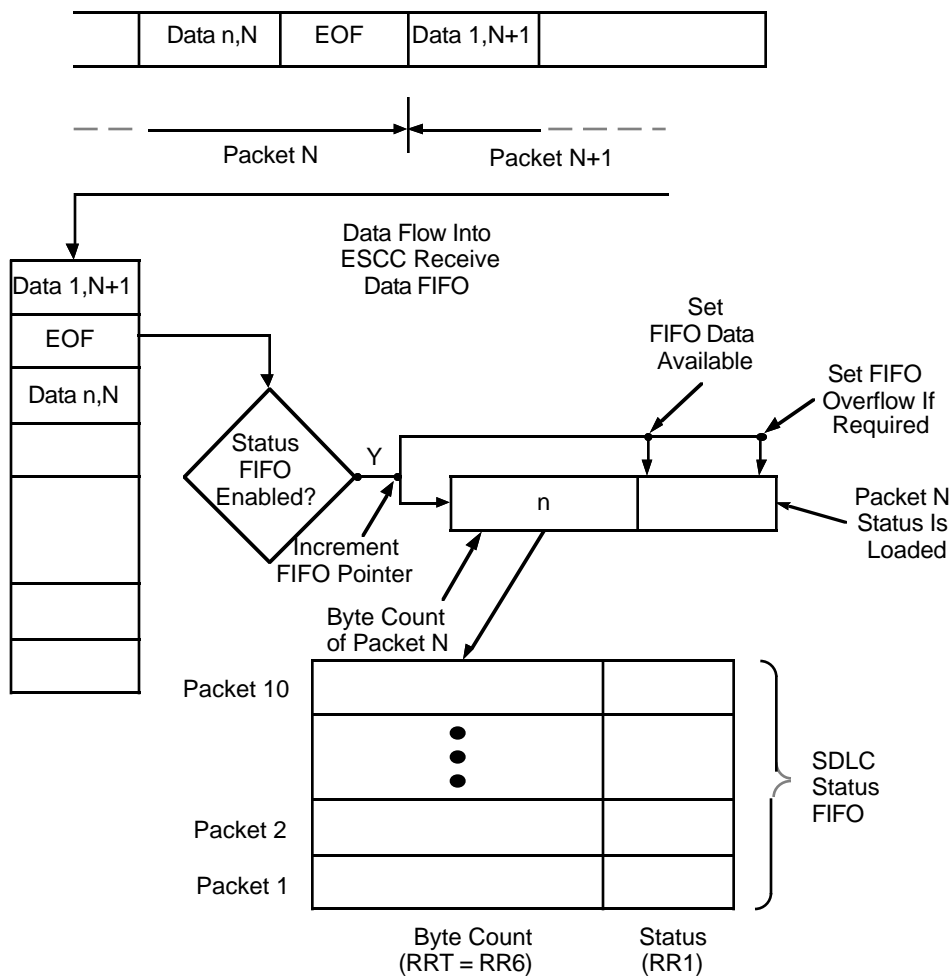 Data n,N EOF Data 1,N+1
Packet N Packet N+1
Data Flow Into
ESCC Receive
Data FIFO
Data 1,N+1
EOF
Data n,N
Status
FIFO
Enabled?
Y
Increment
FIFO Pointer
Set
FIFO Data
Available
Set FIFO
Overflow If
Required
n
Packet N
Status Is
Loaded
Byte Count
of Packet N
Packet 10
Packet 2
Packet 1
SDLC
Status
FIFO
Byte Count
(RRT = RR6)
Status
(RR1)